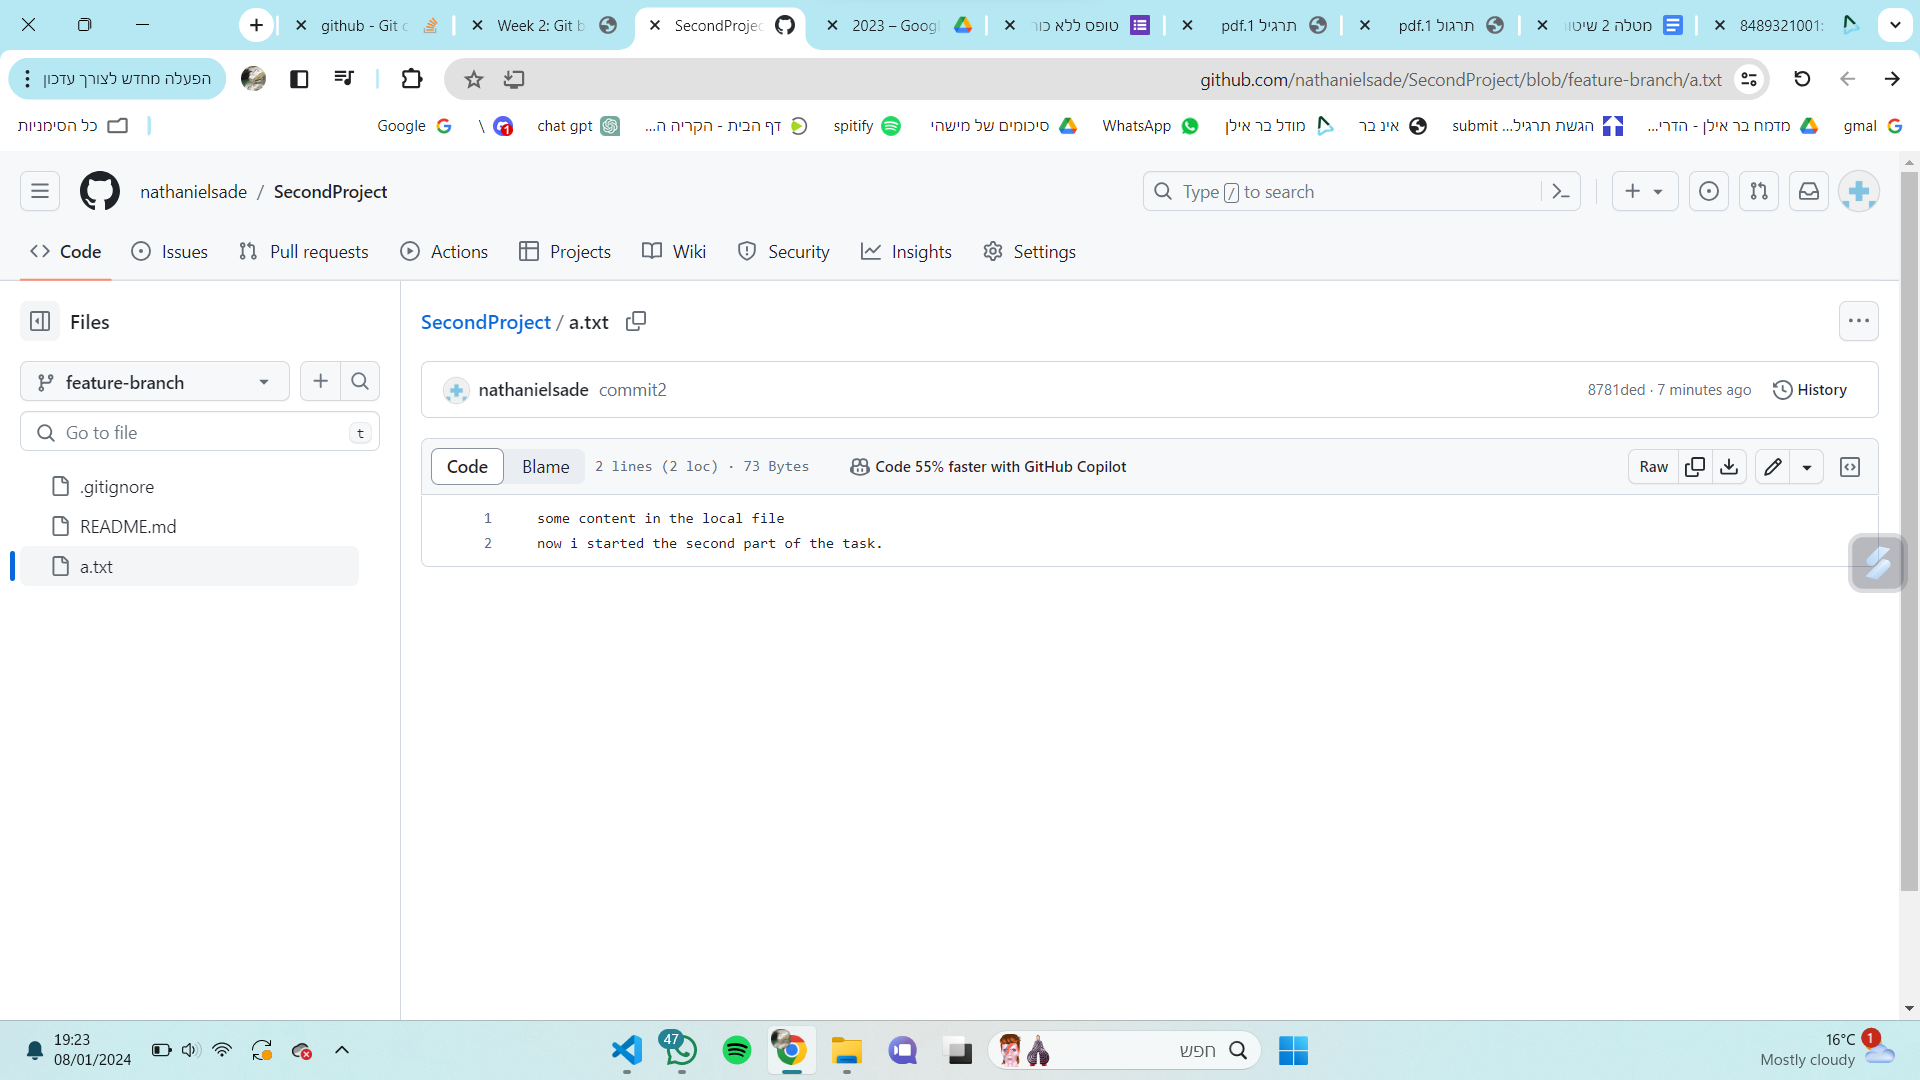 github - Git
Week 2: Git b
SecondProjec
2023 – Googl
טופס ללא כור
תרגיל 1.pdf
תרגול 1.pdf
מטלה 2 שיטו
8489321001:
הפעלה מחדש לצורך עדכון
github.com/nathanielsade/SecondProject/blob/feature-branch/a.txt
כל הסימניות
Google
\
1
chat gpt
דף הבית - הקריה ה...
spitify
סיכומים של מישהי
WhatsApp
מודל בר אילן
אינ בר
הגשת תרגיל... submit
מדמח בר אילן - הדרי...
gmal
nathanielsade / SecondProject
Type / to search
Code
Issues
Pull requests
Actions
Projects
Wiki
Security
Insights
Settings
Files
SecondProject / a.txt
feature-branch
nathanielsade commit2
8781ded · 7 minutes ago
History
Go to file
t
Code
Blame
2 lines (2 loc) · 73 Bytes
Code 55% faster with GitHub Copilot
Raw
.gitignore
README.md
a.txt
1 some content in the local file
2 now i started the second part of the task.
19:23
08/01/2024
47
חפש
16°C
Mostly cloudy
1